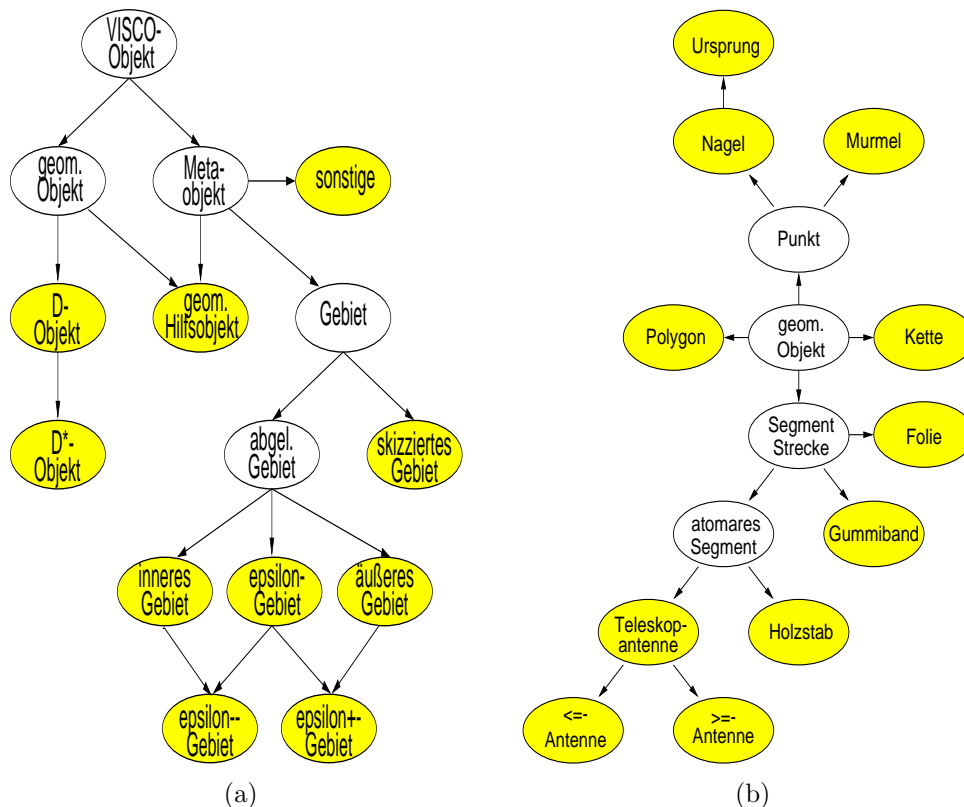 VISCO-
Objekt
geom.
Objekt
Meta-
objekt
sonstige
D-
Objekt
geom.
Hilfsobjekt
Gebiet
D*-
Objekt
abgel.
Gebiet
skizziertes
Gebiet
inneres
Gebiet
epsilon-
Gebiet
äußeres
Gebiet
epsilon--
Gebiet
epsilon+-
Gebiet
(a)
Ursprung
Nagel
Murmel
Punkt
Polygon
geom.
Objekt
Kette
Segment
Strecke
Folie
atomares
Segment
Gummiband
Teleskop-
antenne
Holzstab
<=-
Antenne
>=-
Antenne
(b)